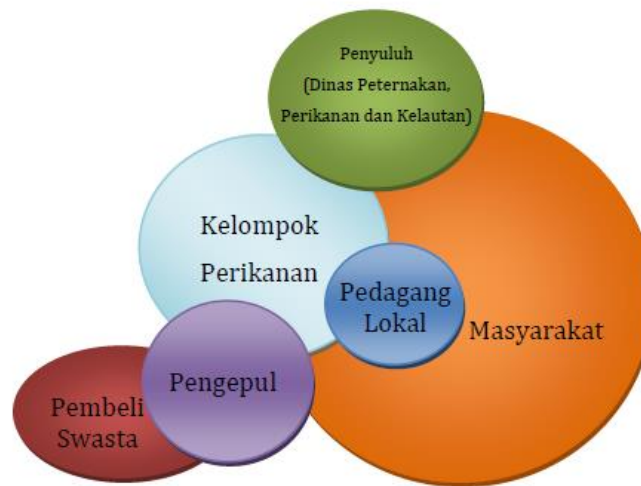 Penyuluh
(Dinas Peternakan,
Perikanan dan Kelautan)
Kelompok
Perikanan
Pedagang
Lokal
Masyarakat
Pengepul
Pembeli
Swasta